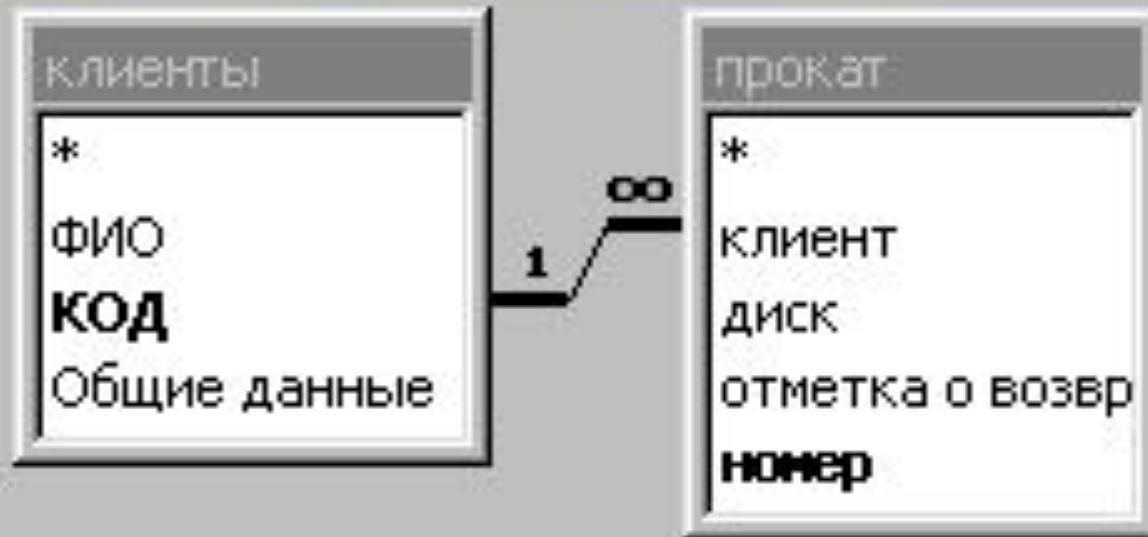 клиенты
*
ФИО
КОД
Общие данные
1
∞
прокат
*
клиент
диск
отметка о возвр
номер